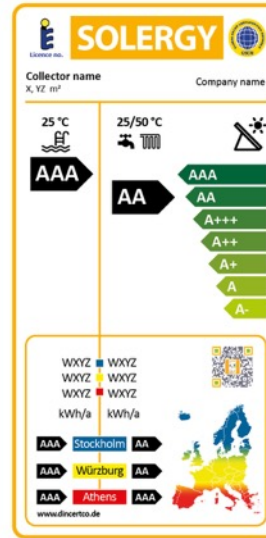 SOLERGY
Licence no.
Collector name
Company name
X, YZ m²
25 °C
25/50 °C
AAA
AA
AAA
AA
A+++
A++
A+
A
A-
WXYZ WXYZ
WXYZ WXYZ
WXYZ WXYZ
kWh/a kWh/a
AAA Stockholm AA
AAA Würzburg AA
AAA Athens AAA
www.dincertco.de